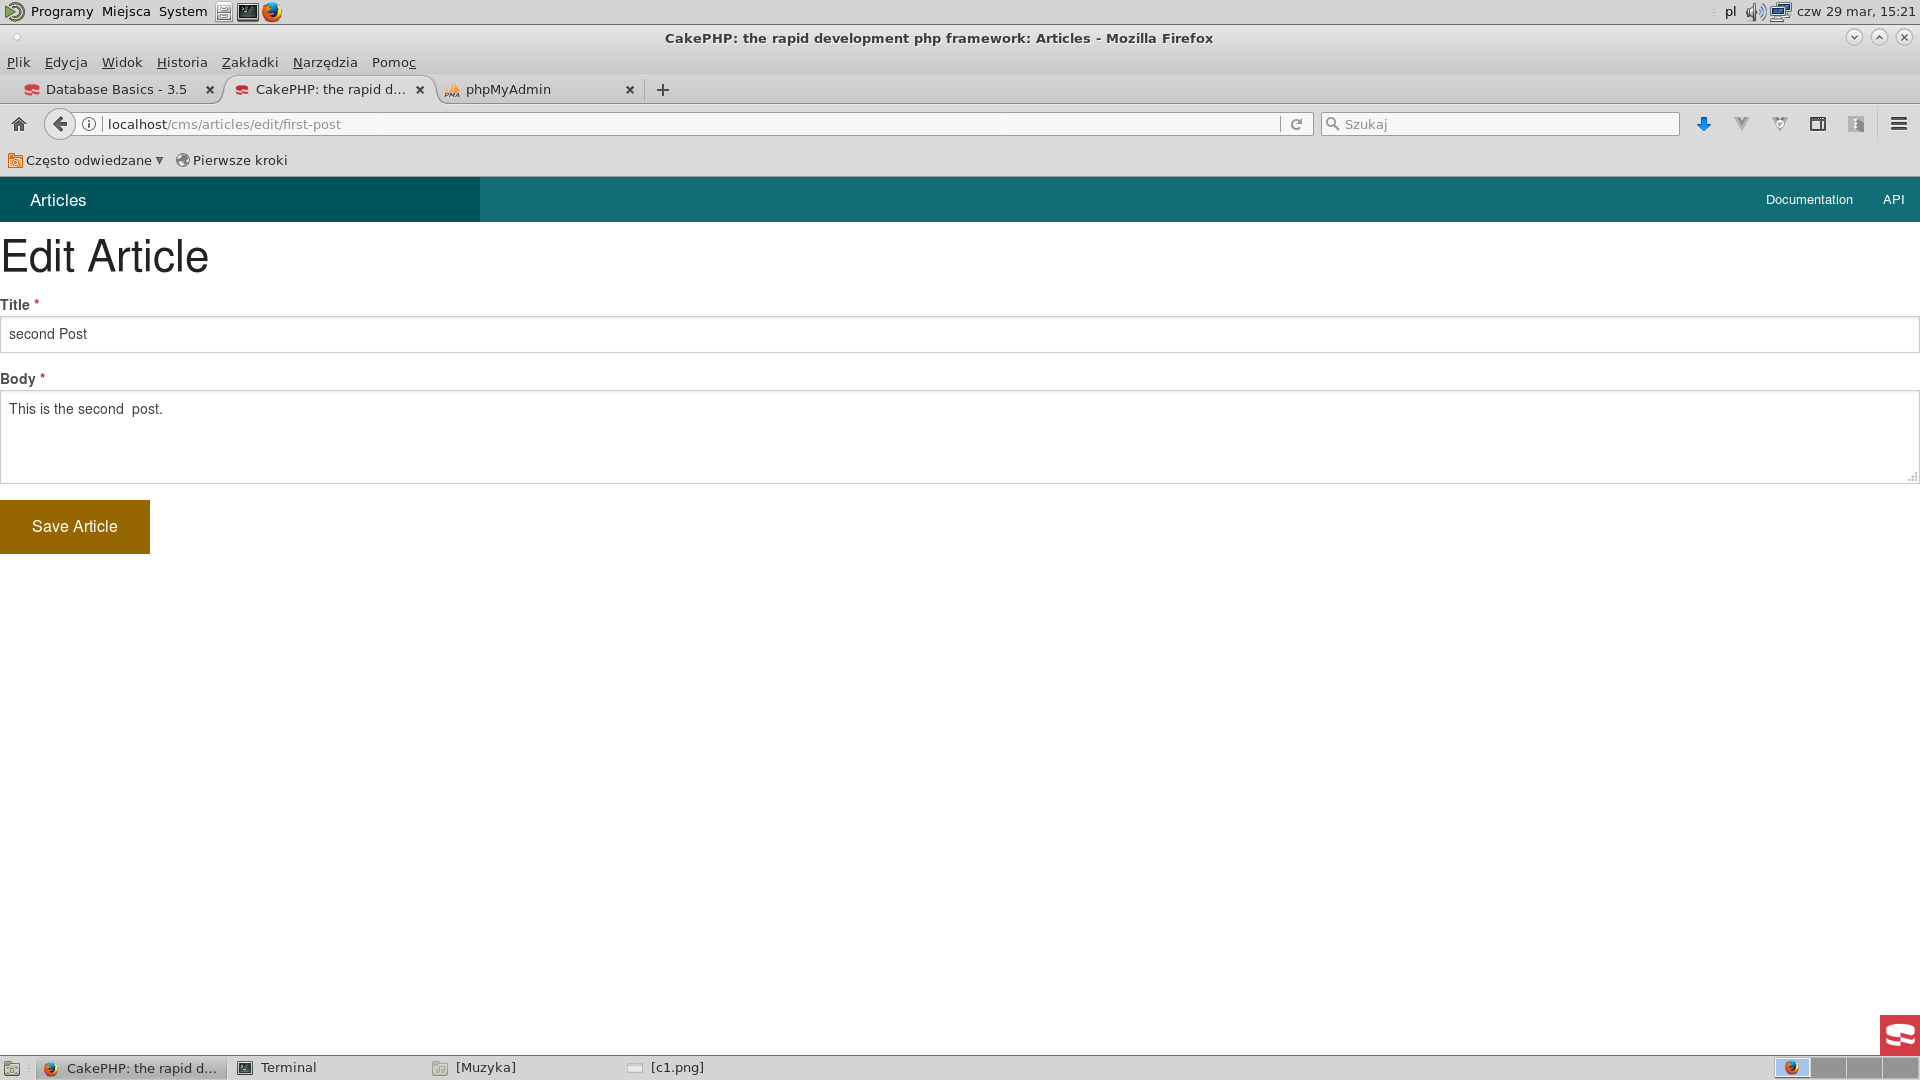 Programy Miejsca System
pl czw 29 mar, 15:21
CakePHP: the rapid development php framework: Articles - Mozilla Firefox
Plik Edycja Widok Historia Zakładki Narzędzia Pomoc
Database Basics - 3.5 CakePHP: the rapid d... phpMyAdmin
localhost/cms/articles/edit/first-post Szukaj
Często odwiedzane Pierwsze kroki
Articles Documentation API
Edit Article
Title *
second Post
Body *
This is the second  post.
Save Article
CakePHP: the rapid d... Terminal [Muzyka] [c1.png]